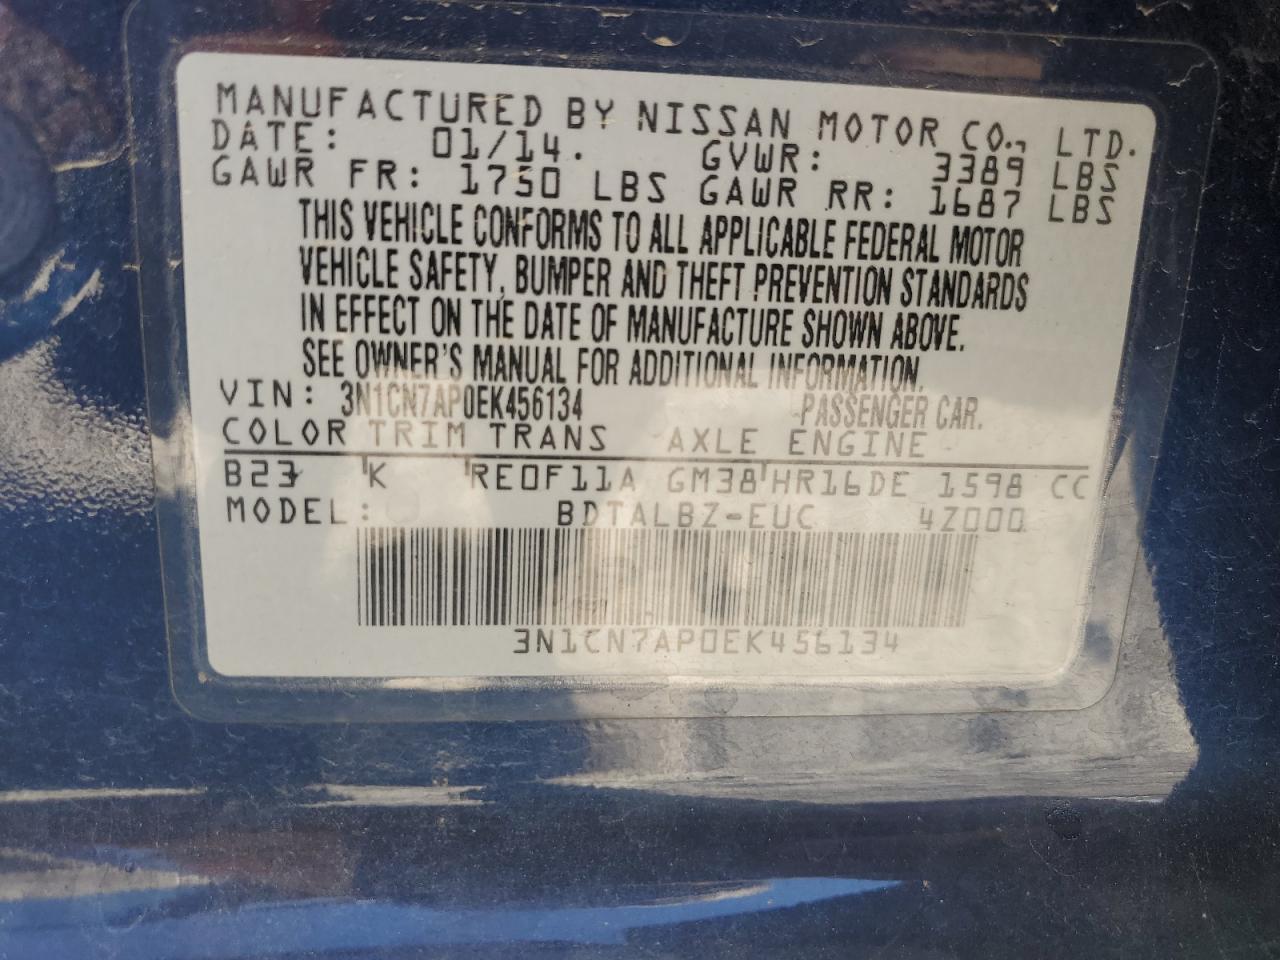 MANUFACTURED BY NISSAN MOTOR CO., LTD.
DATE: 01/14. GVWR: 3389 LBS
GAWR FR: 1750 LBS GAWR RR: 1687 LBS
THIS VEHICLE CONFORMS TO ALL APPLICABLE FEDERAL MOTOR
VEHICLE SAFETY, BUMPER AND THEFT PREVENTION STANDARDS
IN EFFECT ON THE DATE OF MANUFACTURE SHOWN ABOVE.
SEE OWNER'S MANUAL FOR ADDITIONAL INFORMATION.
VIN: 3N1CN7AP0EK456134 PASSENGER CAR.
COLOR TRIM TRANS AXLE ENGINE
B23 K RE0F11A GM38 HR16DE 1598 CC
MODEL: BDTALBZ-EUC 4Z000
3N1CN7AP0EK456134